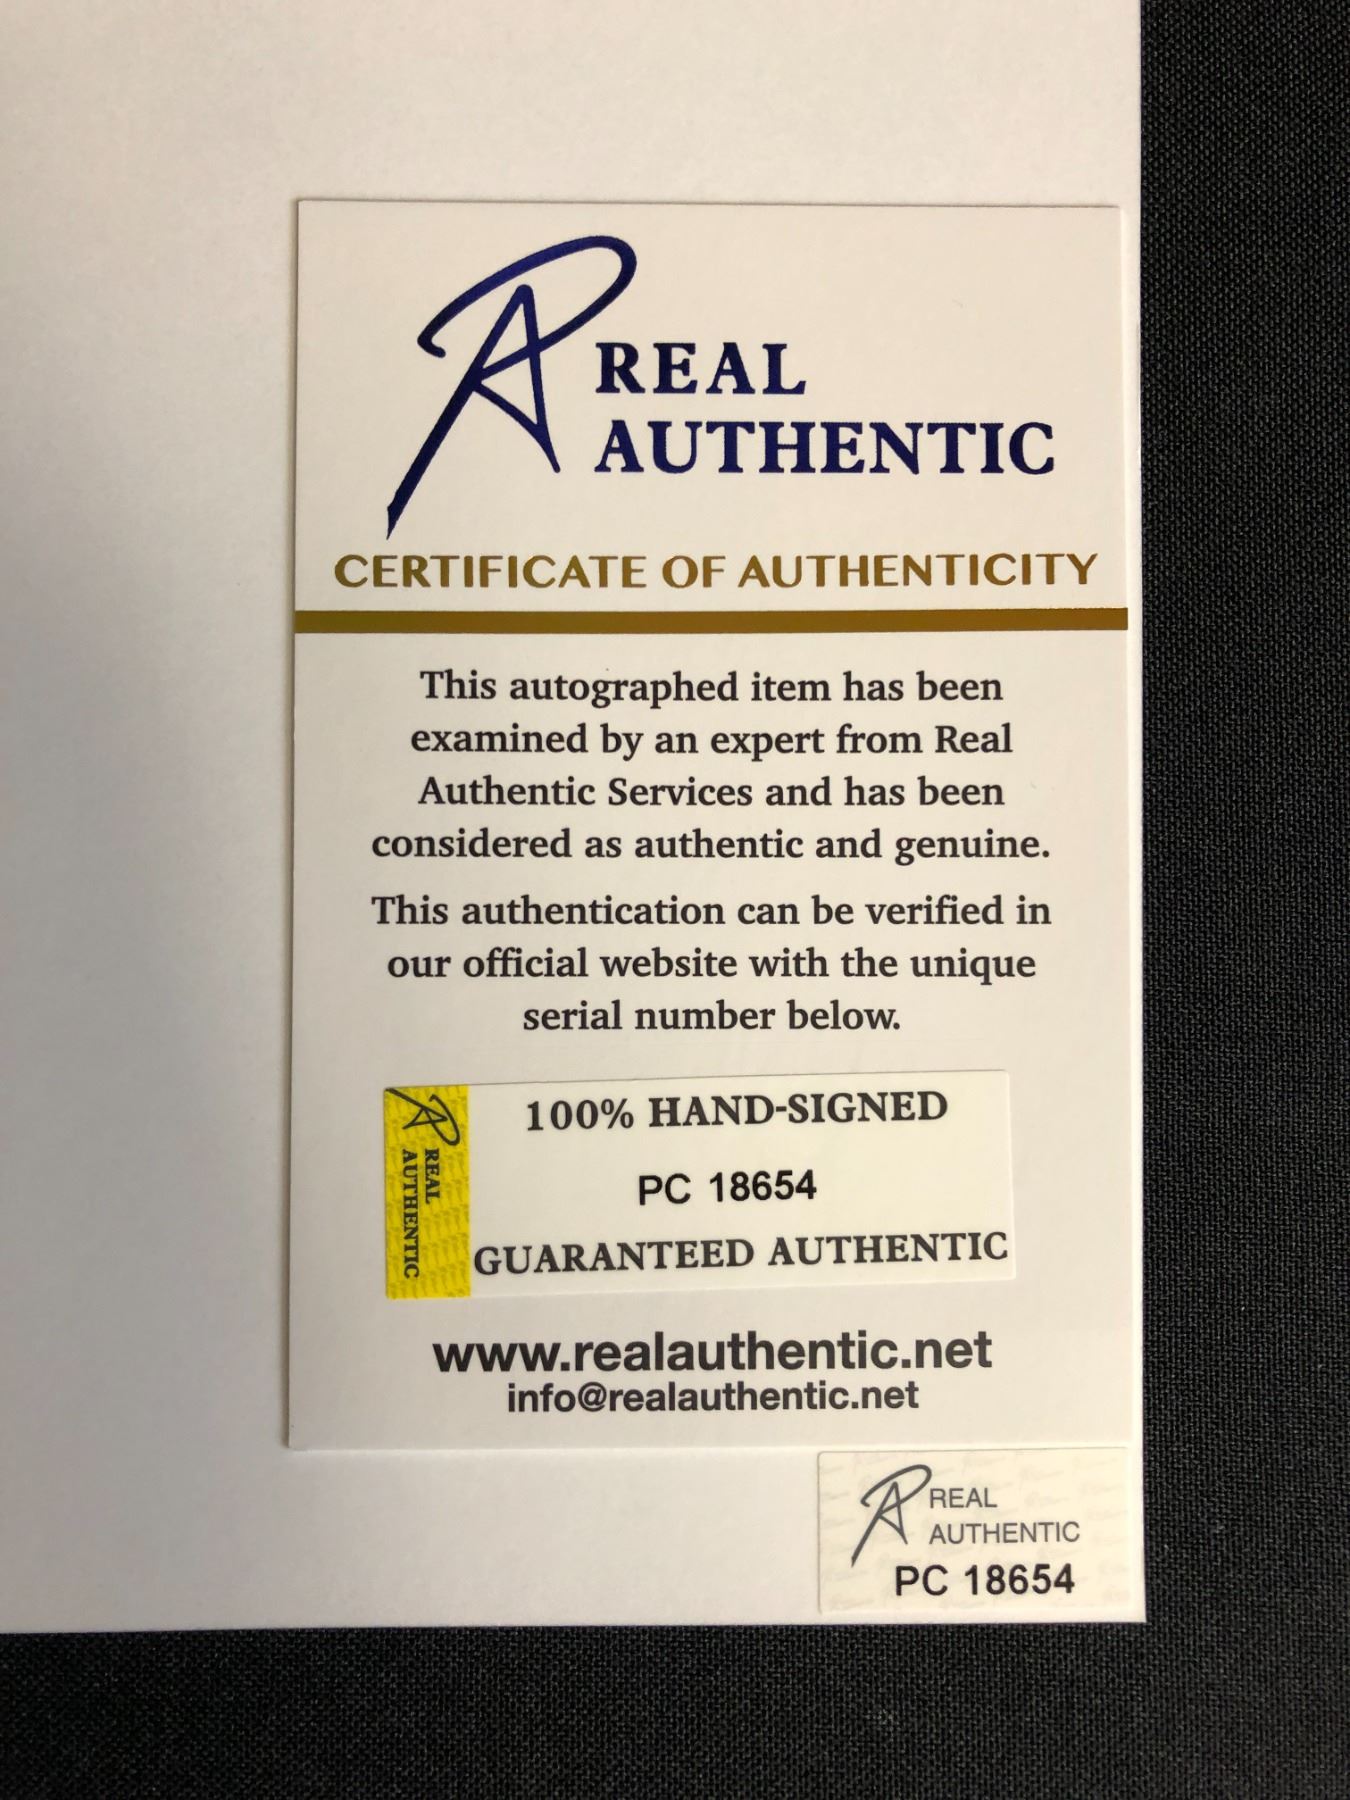 REAL
AUTHENTIC
CERTIFICATE OF AUTHENTICITY
This autographed item has been
examined by an expert from Real
Authentic Services and has been
considered as authentic and genuine.
This authentication can be verified in
our official website with the unique
serial number below.
REAL
AUTHENTIC
100% HAND-SIGNED
PC 18654
GUARANTEED AUTHENTIC
www.realauthentic.net
info@realauthentic.net
REAL
AUTHENTIC
PC 18654